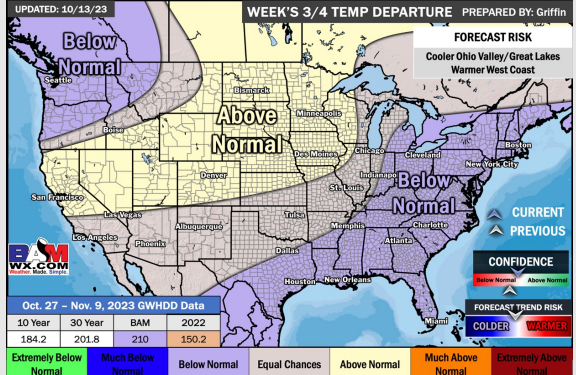 UPDATED: 10/13/23
WEEK'S 3/4 TEMP DEPARTURE
PREPARED BY: Griffin
FORECAST RISK
Cooler Ohio Valley/Great Lakes
Warmer West Coast
Below
Normal
Seattle
Boise
Bismarck
Minneapolis
Above
Normal
Des Moines
Chicago
Cleveland
Boston
New York City
Denver
Indianapo
St. Louis
Below
Normal
San Francisco
Las Vegas
Los Angeles
Phoenix
Albuquerque
Tulsa
Memphis
Charlotte
Atlanta
Dallas
Houston
New Orleans
Miami
CURRENT
PREVIOUS
BAM
WX.COM
Weather. Made. Simple.
CONFIDENCE
Below Normal
Above Normal
FORECAST TREND RISK
COLDER
WARMER
Oct. 27 – Nov. 9, 2023 GWHDD Data
10 Year 30 Year BAM 2022
184.2 201.8 210 150.2
Extremely Below
Normal
Much Below
Normal
Below Normal
Equal Chances
Above Normal
Much Above
Normal
Extremely Above
Normal